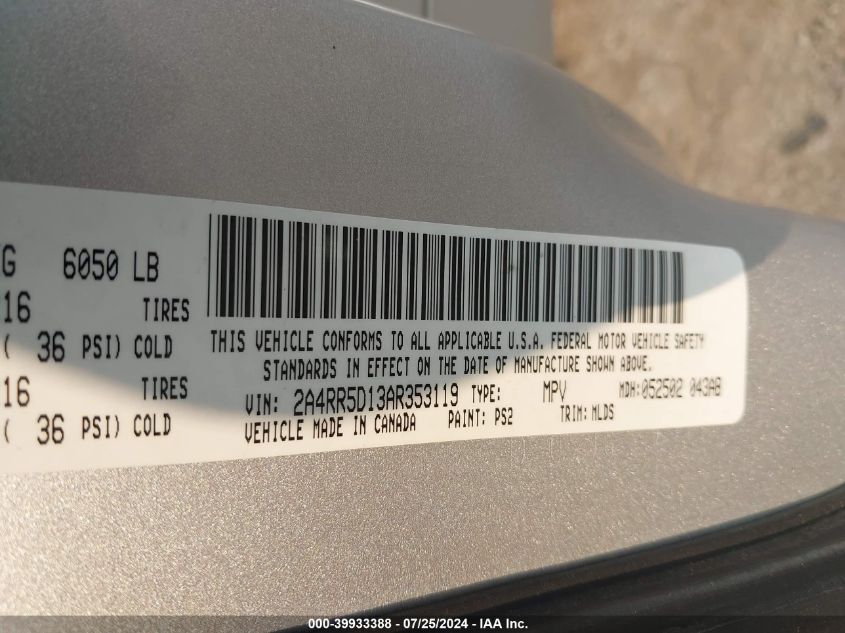 G 6050 LB
16 TIRES
( 36 PSI) COLD
16 TIRES
( 36 PSI) COLD
THIS VEHICLE CONFORMS TO ALL APPLICABLE U.S.A. FEDERAL MOTOR VEHICLE SAFETY
STANDARDS IN EFFECT ON THE DATE OF MANUFACTURE SHOWN ABOVE.
VIN: 2A4RR5D13AR353119 TYPE: MPV MDH:052502 043AB
VEHICLE MADE IN CANADA PAINT: PS2 TRIM: MLDS
000-39933388 - 07/25/2024 - IAA Inc.